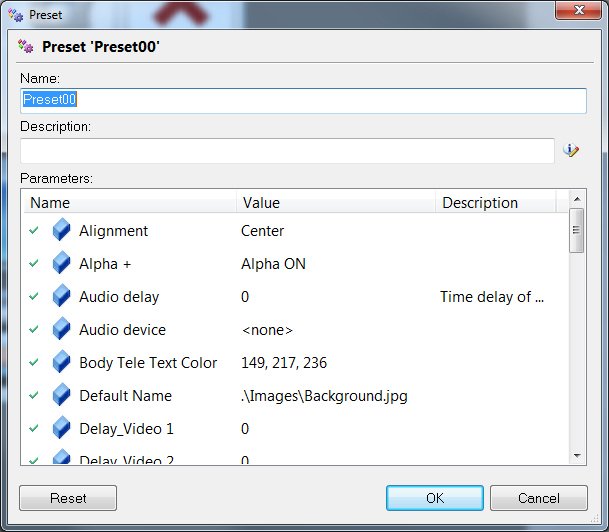 Preset
Preset 'Preset00'
Name:
Preset00
Description:
Parameters:
Name Value Description
Alignment Center
Alpha + Alpha ON
Audio delay 0 Time delay of ...
Audio device <none>
Body Tele Text Color 149, 217, 236
Default Name .\Images\Background.jpg
Delay_Video 1 0
Delay_Video 2 0
Reset OK Cancel